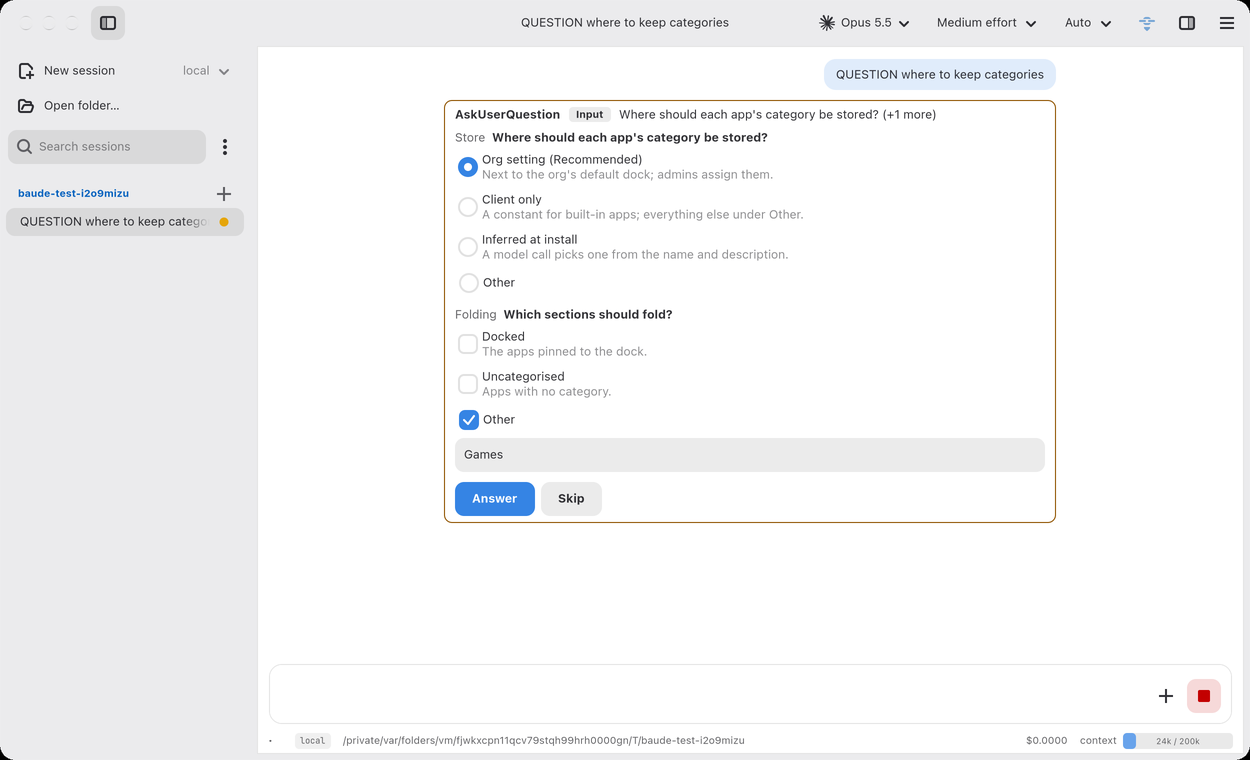 QUESTION where to keep categories
Opus 5.5
Medium effort
Auto
New session
local
Open folder...
Search sessions
baude-test-i2o9mizu
QUESTION where to keep catego
QUESTION where to keep categories
AskUserQuestion Input Where should each app's category be stored? (+1 more)
Store Where should each app's category be stored?
Org setting (Recommended)
Next to the org's default dock; admins assign them.
Client only
A constant for built-in apps; everything else under Other.
Inferred at install
A model call picks one from the name and description.
Other
Folding Which sections should fold?
Docked
The apps pinned to the dock.
Uncategorised
Apps with no category.
Other
Games
Answer
Skip
local /private/var/folders/vm/fjwkxcpn11qcv79stqh99hrh0000gn/T/baude-test-i2o9mizu
$0.0000 context 24k / 200k